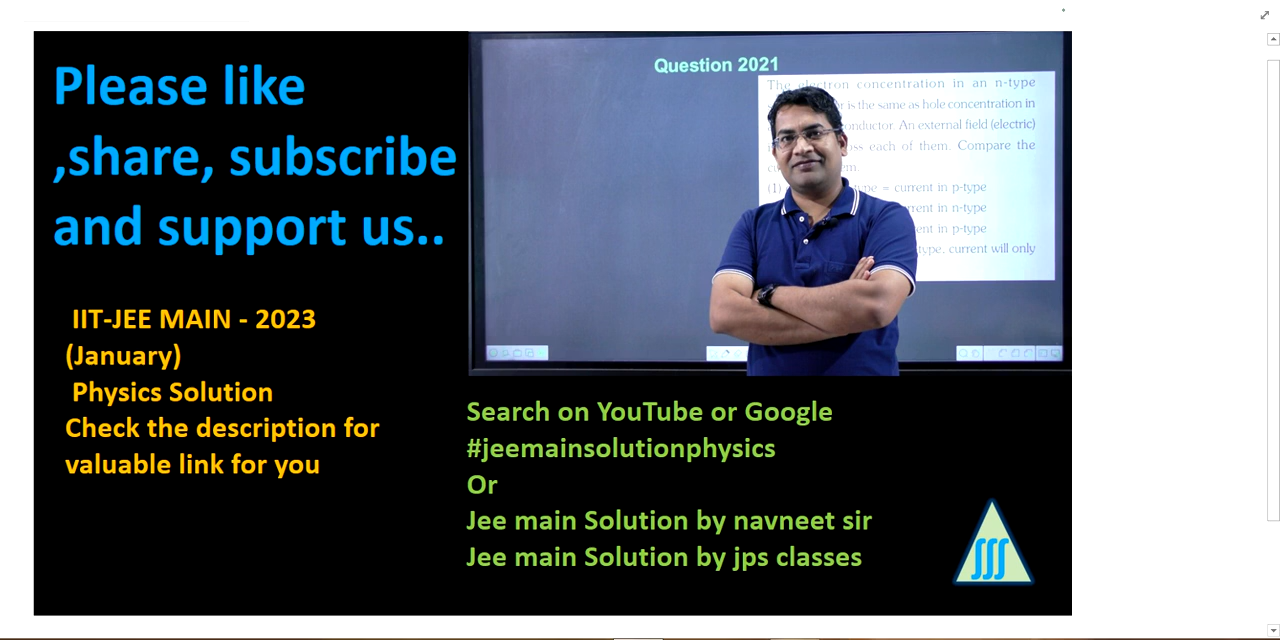 Please like
,share, subscribe
and support us..
IIT-JEE MAIN - 2023
(January)
Physics Solution
Check the description for
valuable link for you
Question 2021
The electron concentration in an n-type
is the same as hole concentration in
An external field (electric)
each of them. Compare the
(1) = current in p-type
in n-type
in p-type
current will only
Search on YouTube or Google
#jeemainsolutionphysics
Or
Jee main Solution by navneet sir
Jee main Solution by jps classes
∫∫∫